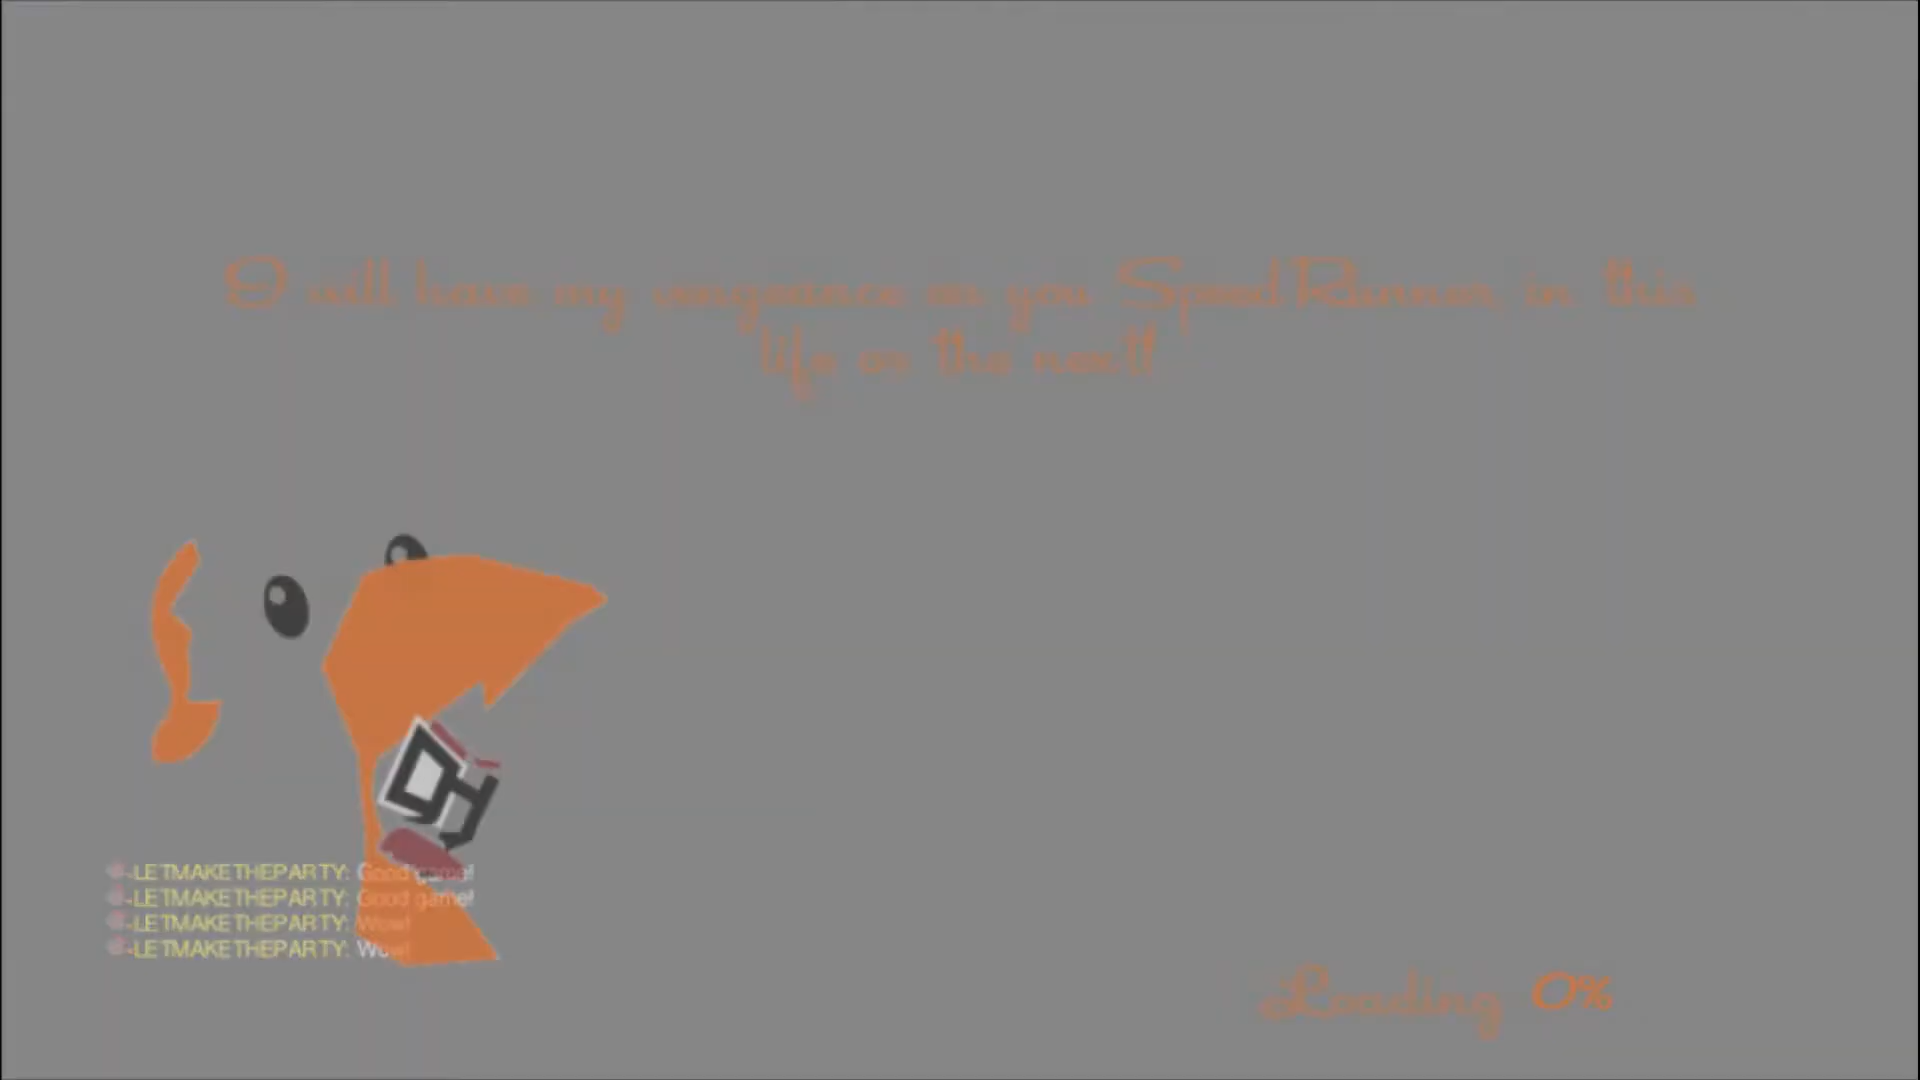 I will have my vengeance on you SpeedRunner, in this
life or the next!
-LETMAKETHEPARTY: Good game!
-LETMAKETHEPARTY: Good game!
-LETMAKETHEPARTY: Wow!
-LETMAKETHEPARTY: Wow!
Loading 0%